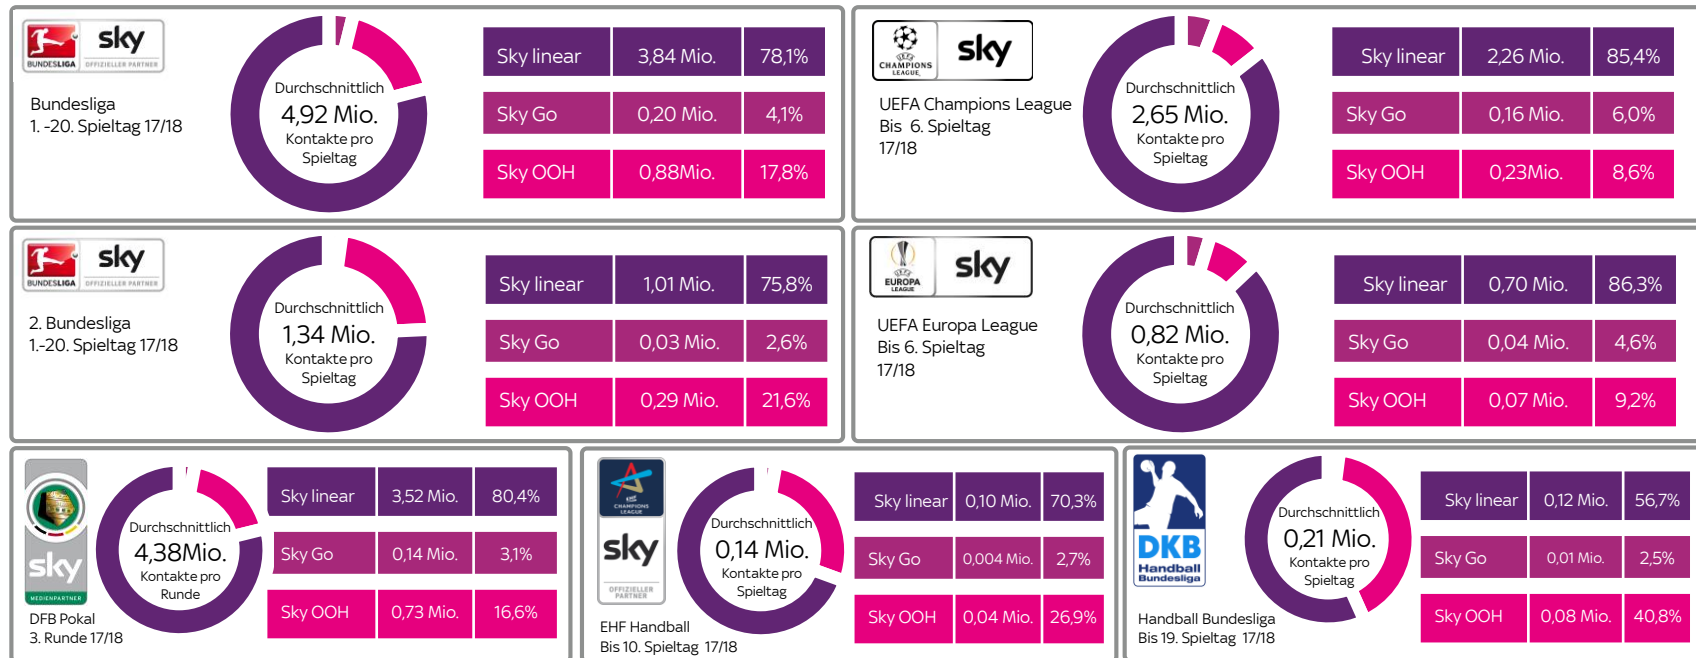 BUNDESLIGA
sky
OFFIZIELLER PARTNER
Bundesliga
1. -20. Spieltag 17/18
Durchschnittlich
4,92 Mio.
Kontakte pro
Spieltag
Sky linear 3,84 Mio. 78,1%
Sky Go 0,20 Mio. 4,1%
Sky OOH 0,88Mio. 17,8%
CHAMPIONS
LEAGUE
sky
UEFA Champions League
Bis 6. Spieltag
17/18
Durchschnittlich
2,65 Mio.
Kontakte pro
Spieltag
Sky linear 2,26 Mio. 85,4%
Sky Go 0,16 Mio. 6,0%
Sky OOH 0,23Mio. 8,6%
BUNDESLIGA
sky
OFFIZIELLER PARTNER
2. Bundesliga
1.-20. Spieltag 17/18
Durchschnittlich
1,34 Mio.
Kontakte pro
Spieltag
Sky linear 1,01 Mio. 75,8%
Sky Go 0,03 Mio. 2,6%
Sky OOH 0,29 Mio. 21,6%
UEFA
EUROPA
LEAGUE
sky
UEFA Europa League
Bis 6. Spieltag
17/18
Durchschnittlich
0,82 Mio.
Kontakte pro
Spieltag
Sky linear 0,70 Mio. 86,3%
Sky Go 0,04 Mio. 4,6%
Sky OOH 0,07 Mio. 9,2%
sky
MEDIENPARTNER
DFB Pokal
3. Runde 17/18
Durchschnittlich
4,38Mio.
Kontakte pro
Runde
Sky linear 3,52 Mio. 80,4%
Sky Go 0,14 Mio. 3,1%
Sky OOH 0,73 Mio. 16,6%
EHF
CHAMPIONS
LEAGUE
sky
OFFIZIELLER
PARTNER
EHF Handball
Bis 10. Spieltag 17/18
Durchschnittlich
0,14 Mio.
Kontakte pro
Spieltag
Sky linear 0,10 Mio. 70,3%
Sky Go 0,004 Mio. 2,7%
Sky OOH 0,04 Mio. 26,9%
DKB
Handball
Bundesliga
Handball Bundesliga
Bis 19. Spieltag 17/18
Durchschnittlich
0,21 Mio.
Kontakte pro
Spieltag
Sky linear 0,12 Mio. 56,7%
Sky Go 0,01 Mio. 2,5%
Sky OOH 0,08 Mio. 40,8%